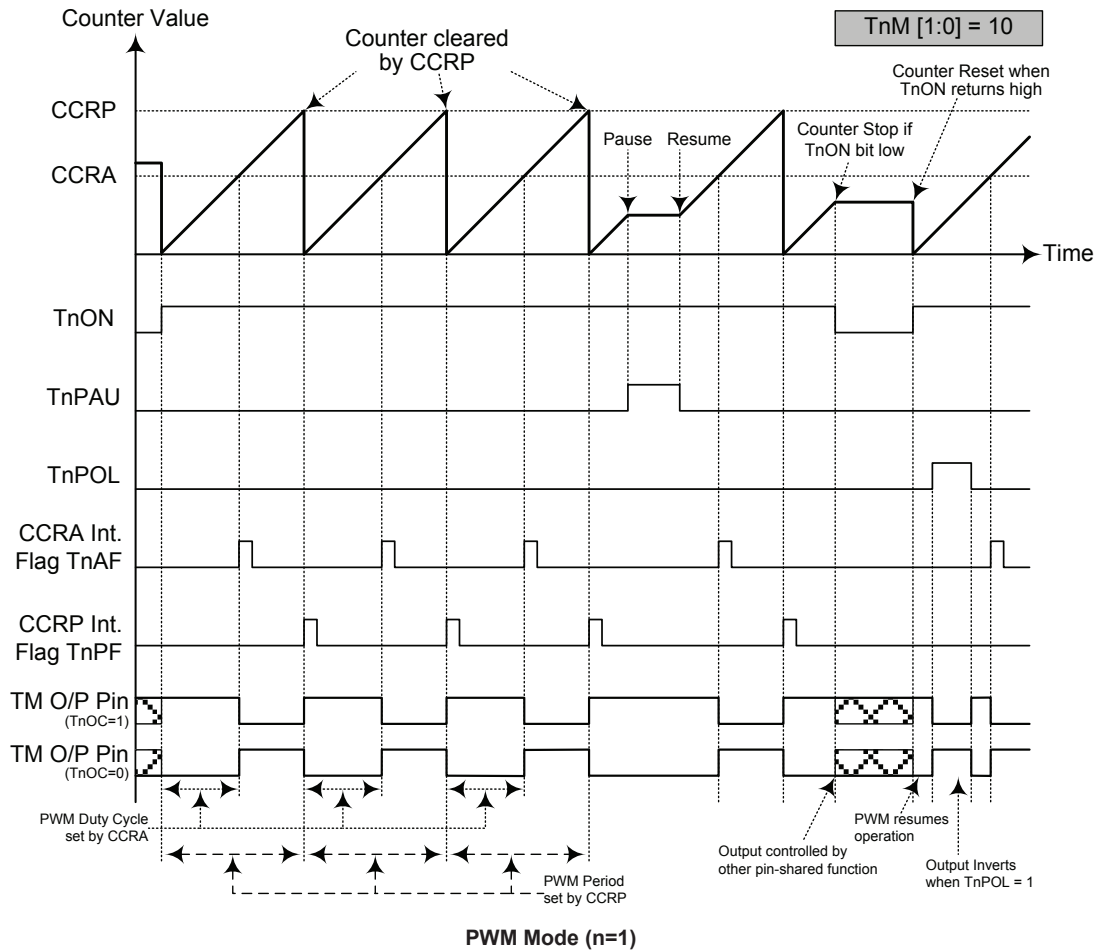 Counter Value
TnM [1:0] = 10
Counter cleared
by CCRP
Counter Reset when
TnON returns high
CCRP
Pause
Resume
Counter Stop if
TnON bit low
CCRA
Time
TnON
TnPAU
TnPOL
CCRA Int.
Flag TnAF
CCRP Int.
Flag TnPF
TM O/P Pin
(TnOC=1)
TM O/P Pin
(TnOC=0)
PWM Duty Cycle
set by CCRA
PWM resumes
operation
Output controlled by
other pin-shared function
Output Inverts
when TnPOL = 1
PWM Period
set by CCRP
PWM Mode (n=1)